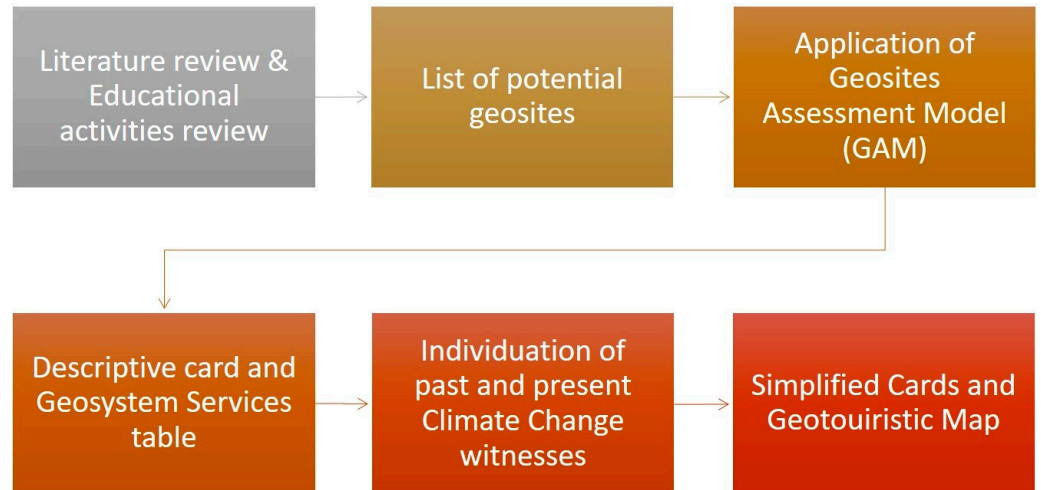 Literature review &
Educational
activities review
List of potential
geosites
Application of
Geosites
Assessment Model
(GAM)
Descriptive card and
Geosystem Services
table
Individuation of
past and present
Climate Change
witnesses
Simplified Cards and
Geotouiristic Map